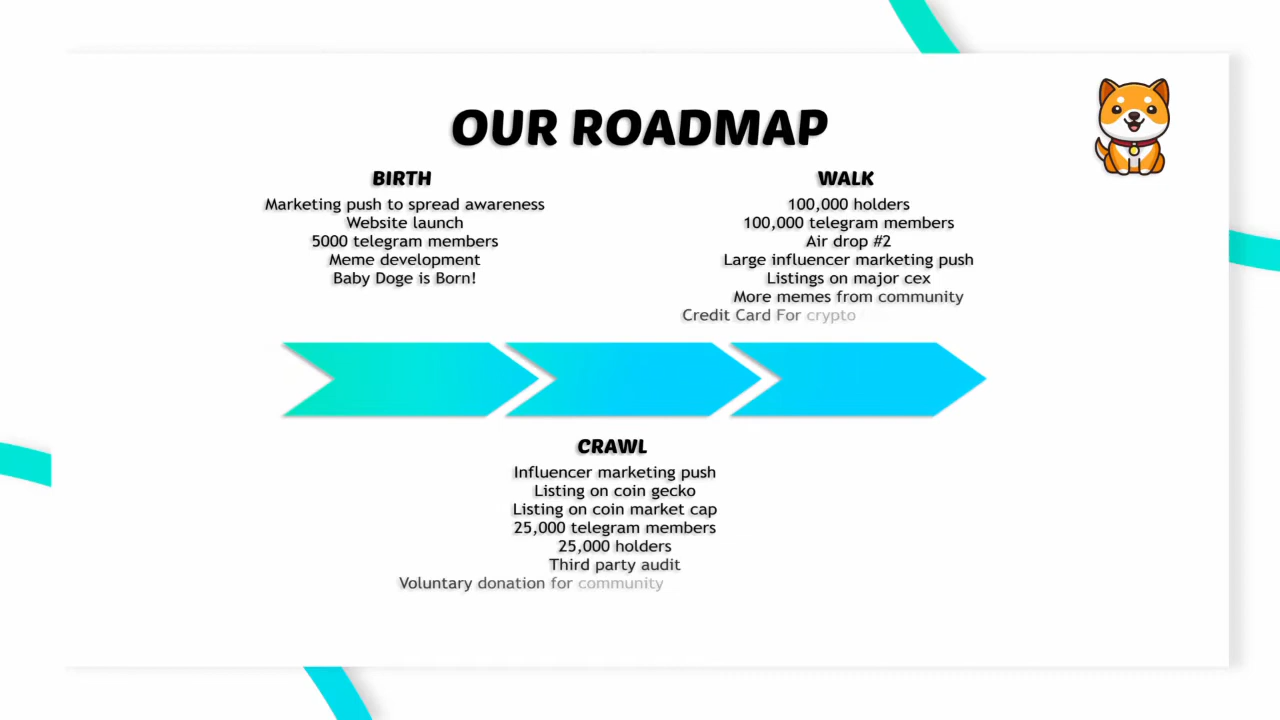 OUR ROADMAP
BIRTH
Marketing push to spread awareness
Website launch
5000 telegram members
Meme development
Baby Doge is Born!
WALK
100,000 holders
100,000 telegram members
Air drop #2
Large influencer marketing push
Listings on major cex
More memes from community
Credit Card For crypto
CRAWL
Influencer marketing push
Listing on coin gecko
Listing on coin market cap
25,000 telegram members
25,000 holders
Third party audit
Voluntary donation for community